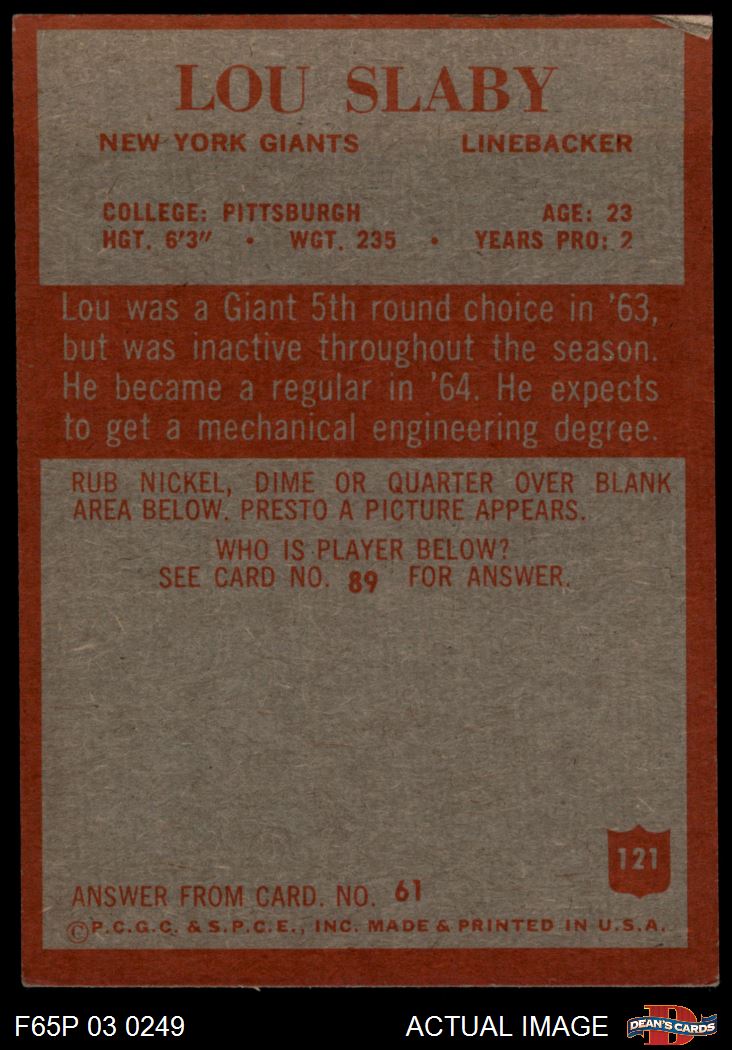 LOU SLABY
NEW YORK GIANTS LINEBACKER
COLLEGE: PITTSBURGH AGE: 23
HGT. 6'3" • WGT. 235 • YEARS PRO: 2
Lou was a Giant 5th round choice in '63,
but was inactive throughout the season.
He became a regular in '64. He expects
to get a mechanical engineering degree.
RUB NICKEL, DIME OR QUARTER OVER BLANK
AREA BELOW. PRESTO A PICTURE APPEARS.
WHO IS PLAYER BELOW?
SEE CARD NO. 89 FOR ANSWER.
121
ANSWER FROM CARD. NO. 61
©P.C.G.C. & S.P.C.E., INC. MADE & PRINTED IN U.S.A.
F65P 03 0249 ACTUAL IMAGE D DEAN'S CARDS